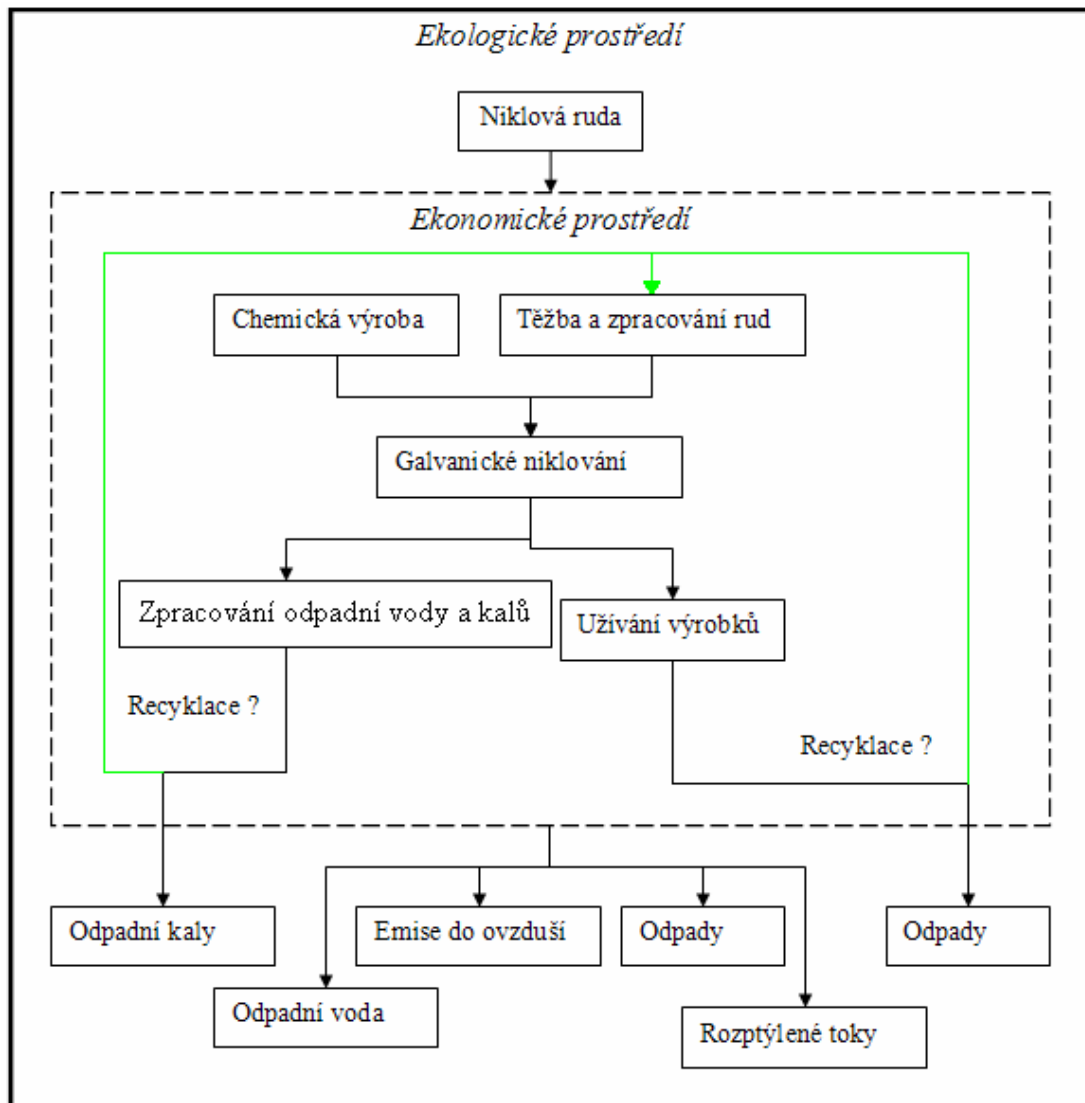 Ekologické prostředí
Niklová ruda
Ekonomické prostředí
Chemická výroba
Těžba a zpracování rud
Galvanické niklování
Zpracování odpadní vody a kalů
Užívání výrobků
Recyklace ?
Recyklace ?
Odpadní kaly
Emise do ovzduší
Odpady
Odpady
Odpadní voda
Rozptýlené toky